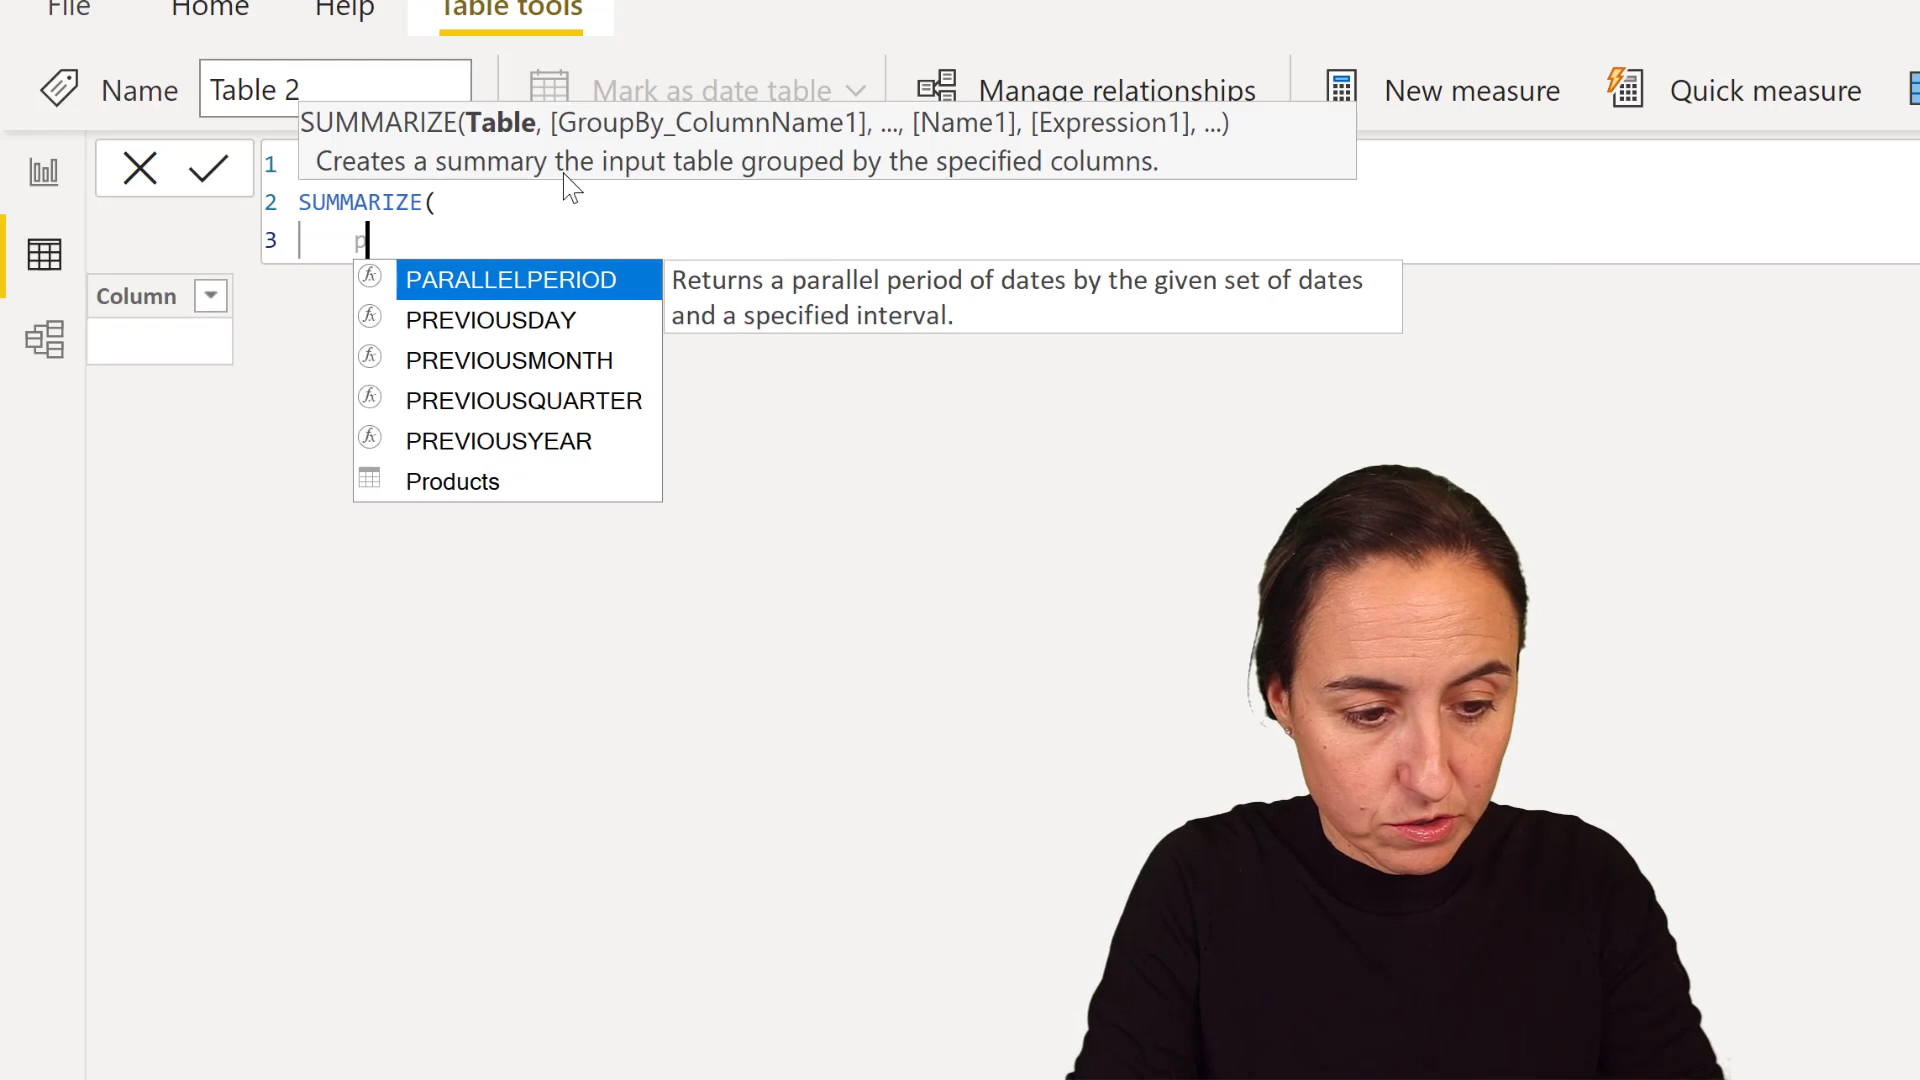 File Home Help Table tools
Name Table 2 Mark as date table Manage relationships New measure Quick measure
SUMMARIZE(Table, [GroupBy_ColumnName1], ..., [Name1], [Expression1], ...)
Creates a summary the input table grouped by the specified columns.
1
2 SUMMARIZE(
3 p
Column
PARALLELPERIOD
PREVIOUSDAY
PREVIOUSMONTH
PREVIOUSQUARTER
PREVIOUSYEAR
Products
Returns a parallel period of dates by the given set of dates
and a specified interval.